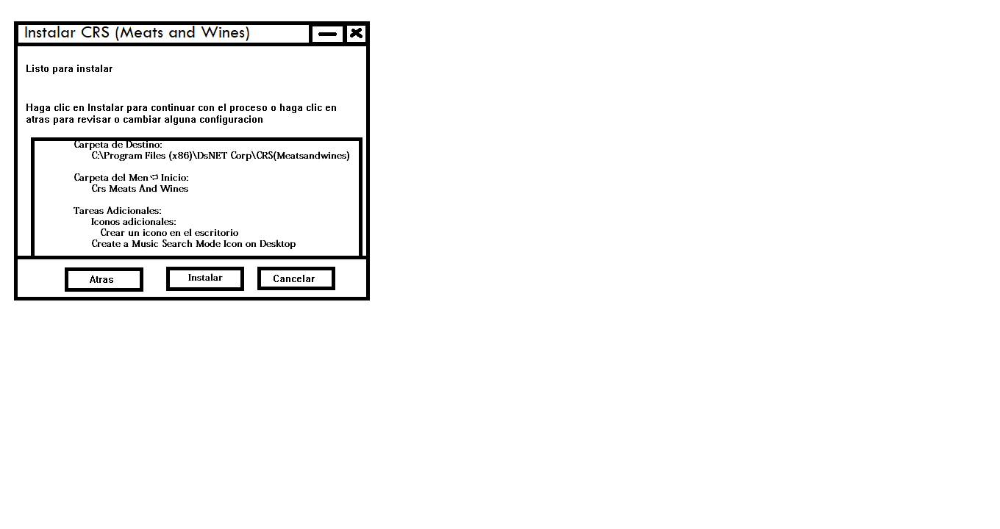 Instalar CRS (Meats and Wines)
Listo para instalar
Haga clic en Instalar para continuar con el proceso o haga clic en
atras para revisar o cambiar alguna configuracion
Carpeta de Destino:
C:\Program Files (x86)\DsNET Corp\CRS(Meatsandwines)
Carpeta del Men Inicio:
Crs Meats And Wines
Tareas Adicionales:
Iconos adicionales:
Crear un icono en el escritorio
Create a Music Search Mode Icon on Desktop
Atras
Instalar
Cancelar